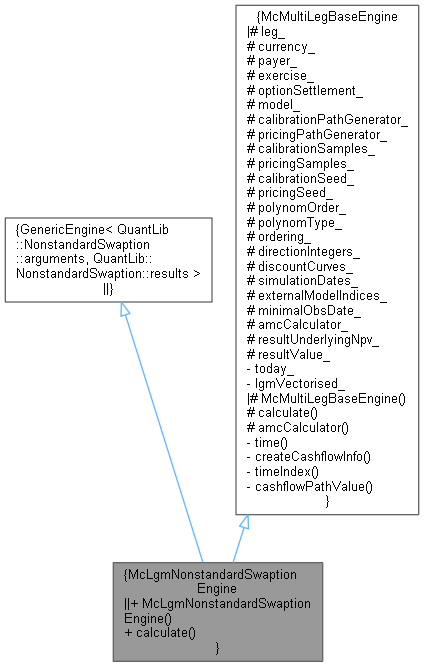 {McMultiLegBaseEngine
|# leg_
# currency_
# payer_
# exercise_
# optionSettlement_
# model_
# calibrationPathGenerator_
# pricingPathGenerator_
# calibrationSamples_
# pricingSamples_
# calibrationSeed_
# pricingSeed_
# polynomOrder_
# polynomType_
# ordering_
# directionIntegers_
# discountCurves_
# simulationDates_
# externalModelIndices_
# minimalObsDate_
# amcCalculator_
# resultUnderlyingNpv_
# resultValue_
- today_
- lgmVectorised_
|# McMultiLegBaseEngine()
# calculate()
# amcCalculator()
- time()
- createCashflowInfo()
- timeIndex()
- cashflowPathValue()
}
{GenericEngine< QuantLib
::NonstandardSwaption
::arguments, QuantLib::
NonstandardSwaption::results >
||}
{McLgmNonstandardSwaption
Engine
||+ McLgmNonstandardSwaption
Engine()
+ calculate()
}